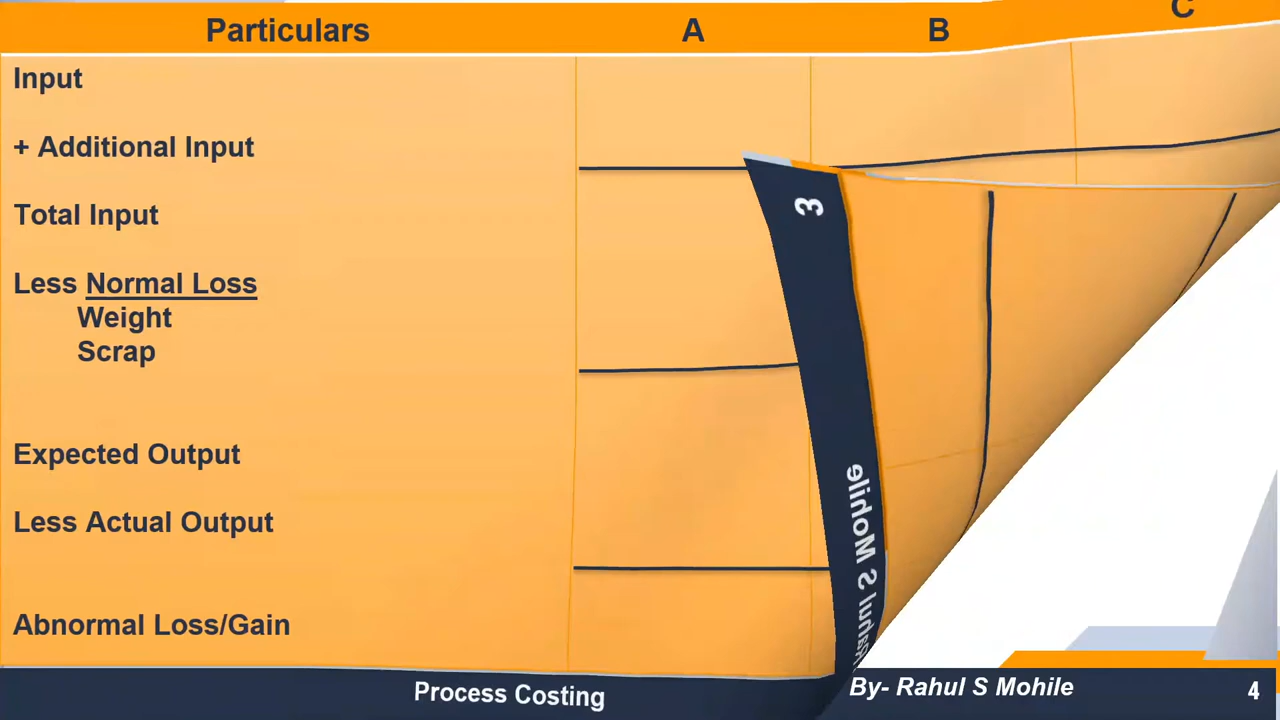 Particulars A B C
Input
+ Additional Input
Total Input
Less Normal Loss
Weight
Scrap
Expected Output
Less Actual Output
Abnormal Loss/Gain
3
Rahul S Mohile
Process Costing
By- Rahul S Mohile
4